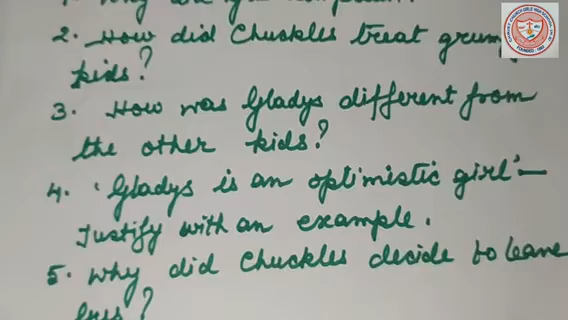 2. How did Chuckles treat grumpy
kids?
3. How was Gladys different from
the other kids?
4. 'Gladys is an optimistic girl'—
Justify with an example.
5. Why did Chuckles decide to leave